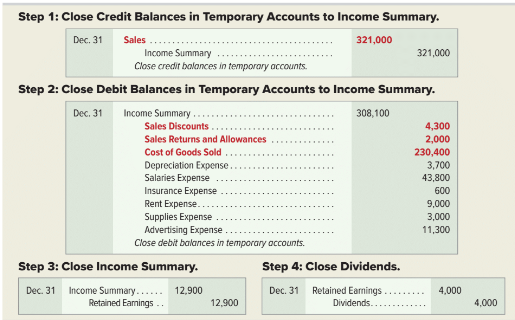 Step 1: Close Credit Balances in Temporary Accounts to Income Summary.
Dec. 31 Sales ................................. 321,000
Income Summary ..................... 321,000
Close credit balances in temporary accounts.
Step 2: Close Debit Balances in Temporary Accounts to Income Summary.
Dec. 31 Income Summary ......................... 308,100
Sales Discounts ...................... 4,300
Sales Returns and Allowances ............ 2,000
Cost of Goods Sold .................... 230,400
Depreciation Expense ................... 3,700
Salaries Expense ...................... 43,800
Insurance Expense ..................... 600
Rent Expense ......................... 9,000
Supplies Expense ...................... 3,000
Advertising Expense .................... 11,300
Close debit balances in temporary accounts.
Step 3: Close Income Summary. Step 4: Close Dividends.
Dec. 31 Income Summary...... 12,900 Dec. 31 Retained Earnings ......... 4,000
Retained Earnings .. 12,900 Dividends............. 4,000